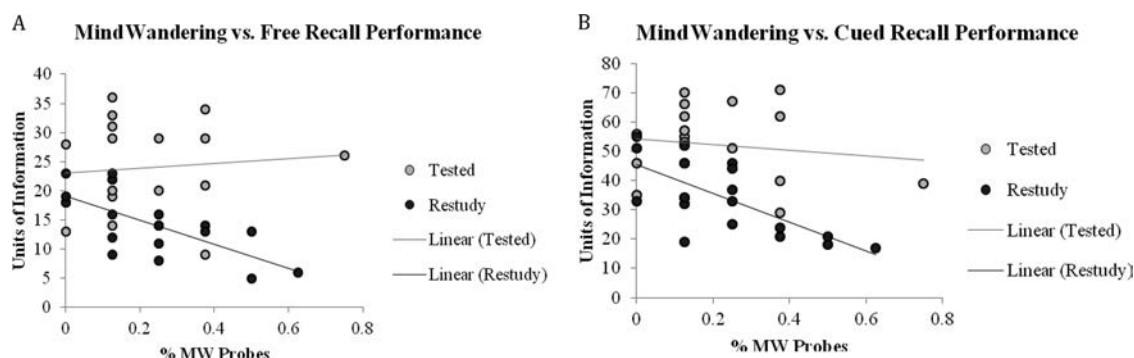 A
Mind Wandering vs. Free Recall Performance
Units of Information
40
35
30
25
20
15
10
5
0
0 0.2 0.4 0.6 0.8
% MW Probes
Tested
Restudy
Linear (Tested)
Linear (Restudy)
B
Mind Wandering vs. Cued Recall Performance
Units of Information
80
70
60
50
40
30
20
10
0
0 0.2 0.4 0.6 0.8
% MW Probes
Tested
Restudy
Linear (Tested)
Linear (Restudy)